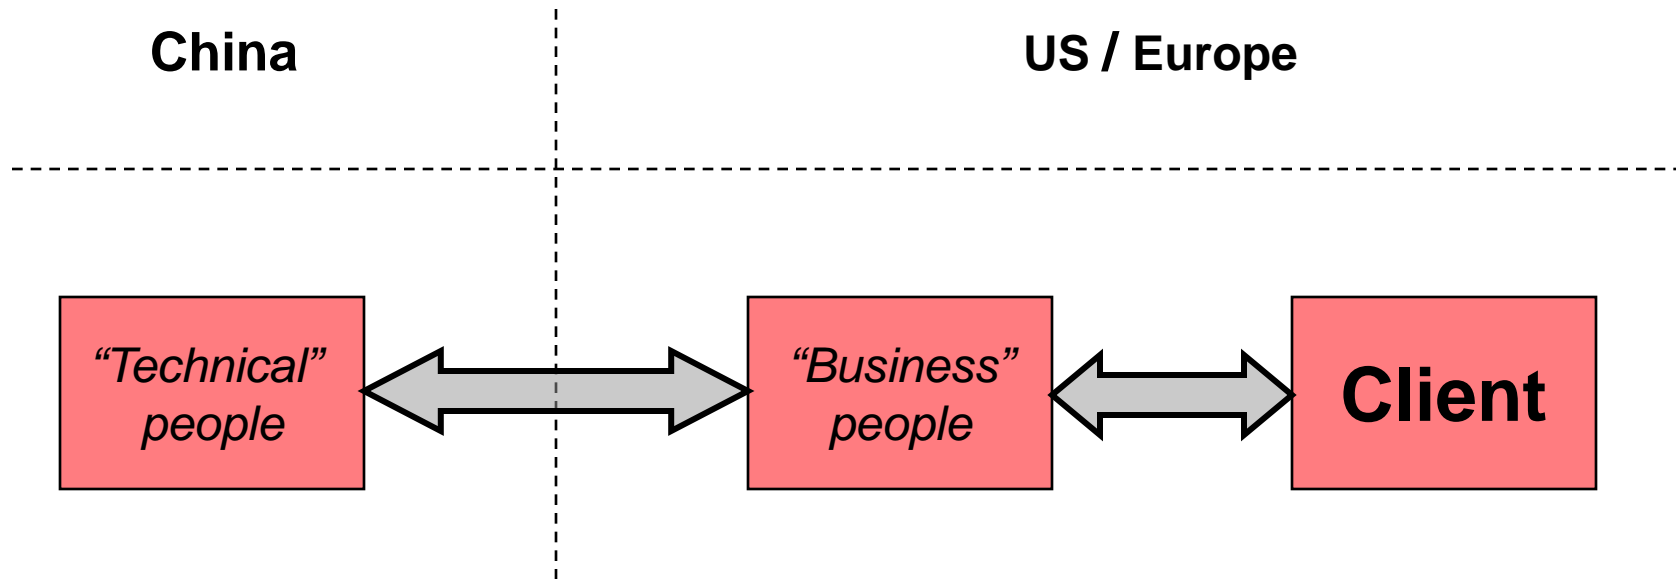 China
US / Europe
“Technical”
people
“Business”
people
Client